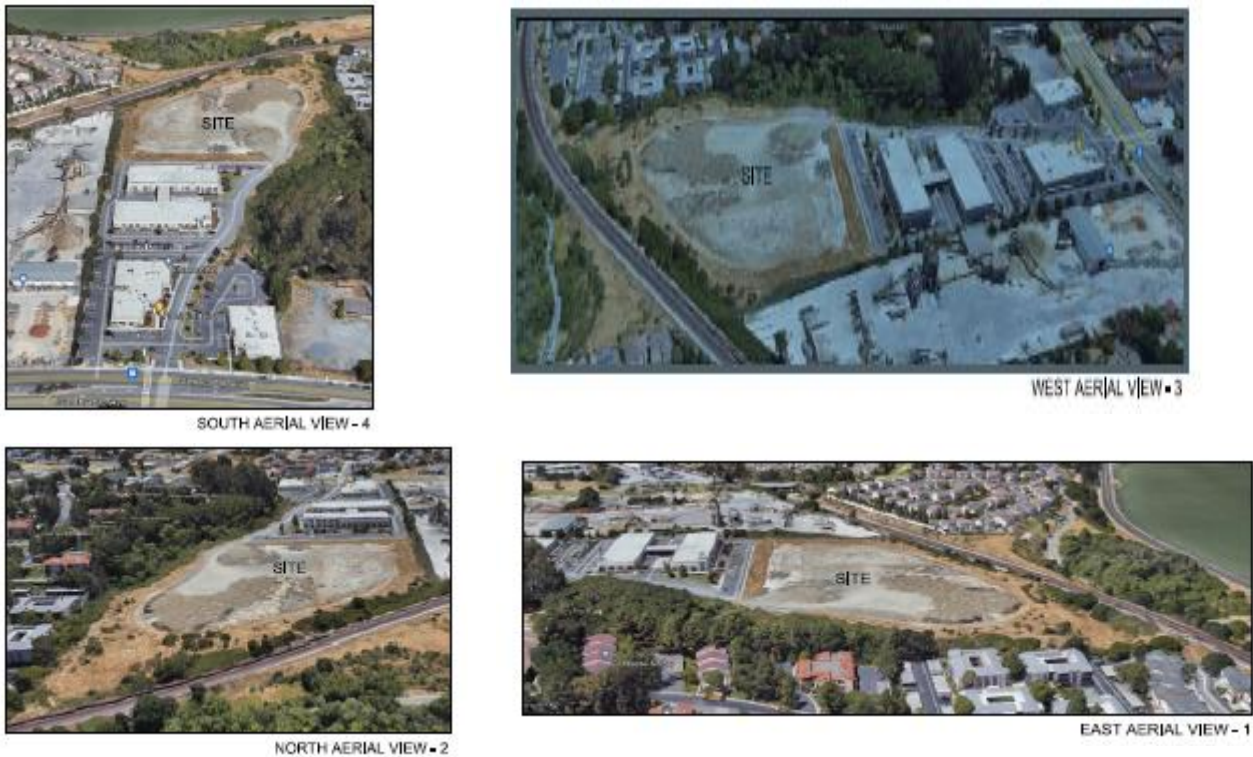 SITE
SOUTH AERIAL VIEW - 4
SITE
WEST AERIAL VIEW - 3
SITE
NORTH AERIAL VIEW - 2
SITE
EAST AERIAL VIEW - 1